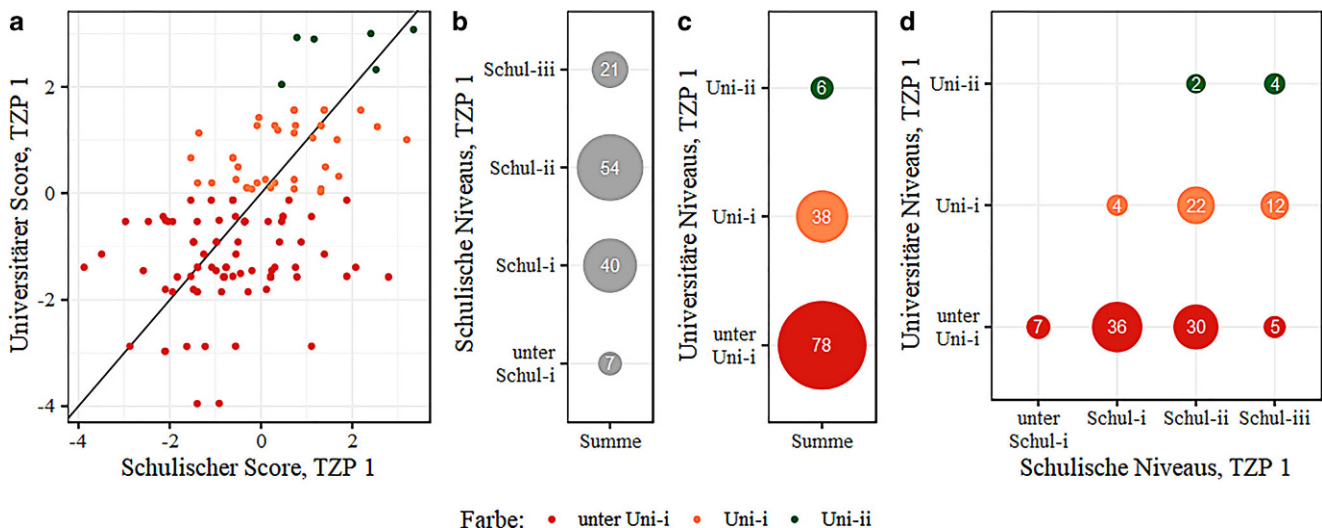 a
Universitärer Score, TZP 1
2
0
-2
-4
-4
-2
0
2
Schulischer Score, TZP 1
b
Schulische Niveaus, TZP 1
Schul-iii
Schul-ii
Schul-i
unter
Schul-i
21
54
40
7
Summe
c
Universitäre Niveaus, TZP 1
Uni-ii
Uni-i
unter
Uni-i
6
38
78
Summe
d
Universitäre Niveaus, TZP 1
Uni-ii
Uni-i
unter
Uni-i
2
4
4
22
12
7
36
30
5
unter
Schul-i
Schul-i
Schul-ii
Schul-iii
Schulische Niveaus, TZP 1
Farbe:
unter Uni-i
Uni-i
Uni-ii